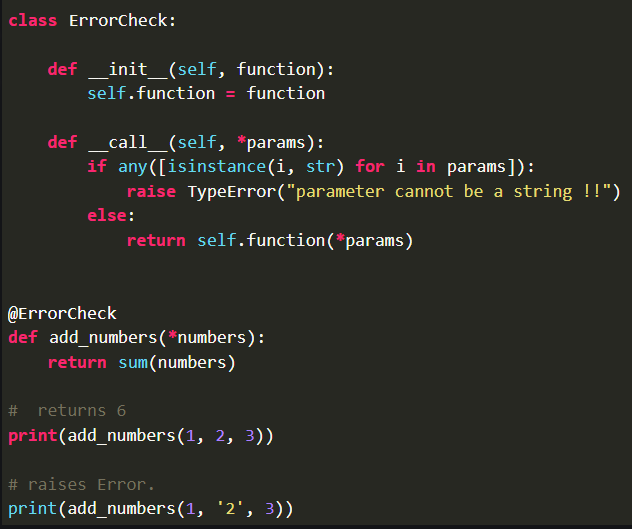 class ErrorCheck:
    def __init__(self, function):
        self.function = function
    def __call__(self, *params):
        if any([isinstance(i, str) for i in params]):
            raise TypeError("parameter cannot be a string !!")
        else:
            return self.function(*params)
@ErrorCheck
def add_numbers(*numbers):
    return sum(numbers)
#  returns 6
print(add_numbers(1, 2, 3))
# raises Error.
print(add_numbers(1, '2', 3))